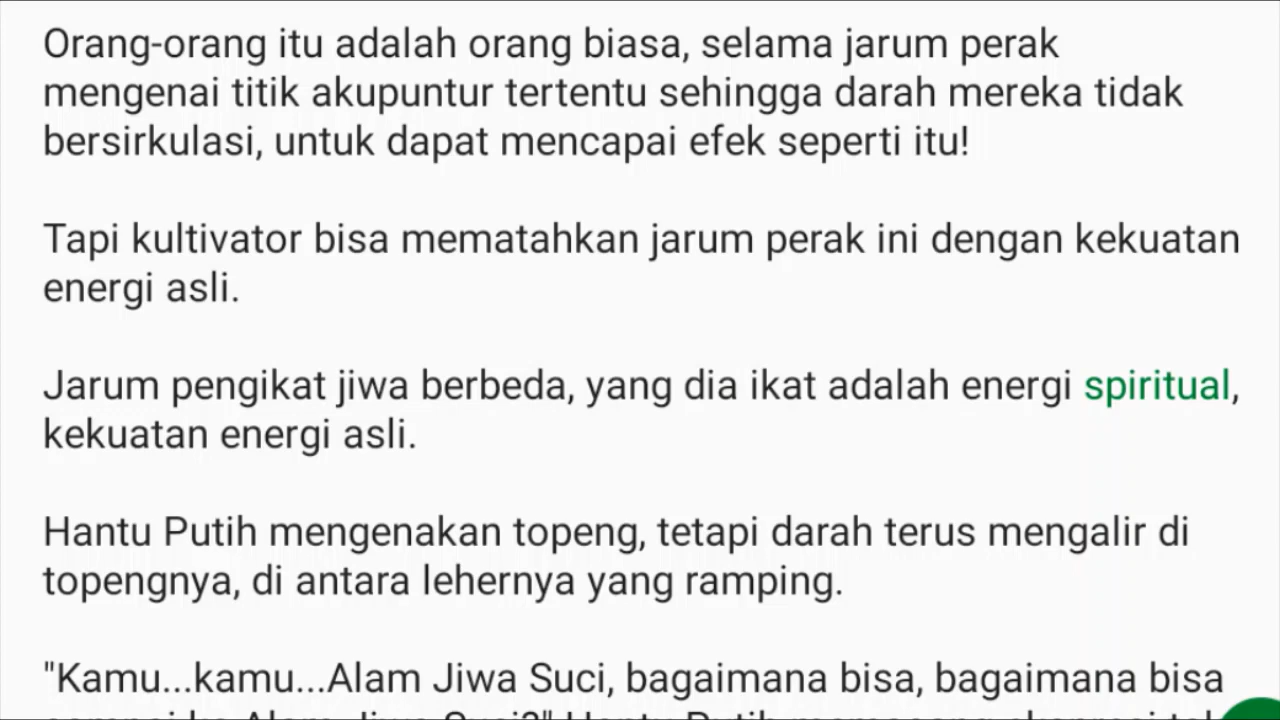 Orang-orang itu adalah orang biasa, selama jarum perak
mengenai titik akupuntur tertentu sehingga darah mereka tidak
bersirkulasi, untuk dapat mencapai efek seperti itu!
Tapi kultivator bisa mematahkan jarum perak ini dengan kekuatan
energi asli.
Jarum pengikat jiwa berbeda, yang dia ikat adalah energi spiritual,
kekuatan energi asli.
Hantu Putih mengenakan topeng, tetapi darah terus mengalir di
topengnya, di antara lehernya yang ramping.
"Kamu...kamu...Alam Jiwa Suci, bagaimana bisa, bagaimana bisa